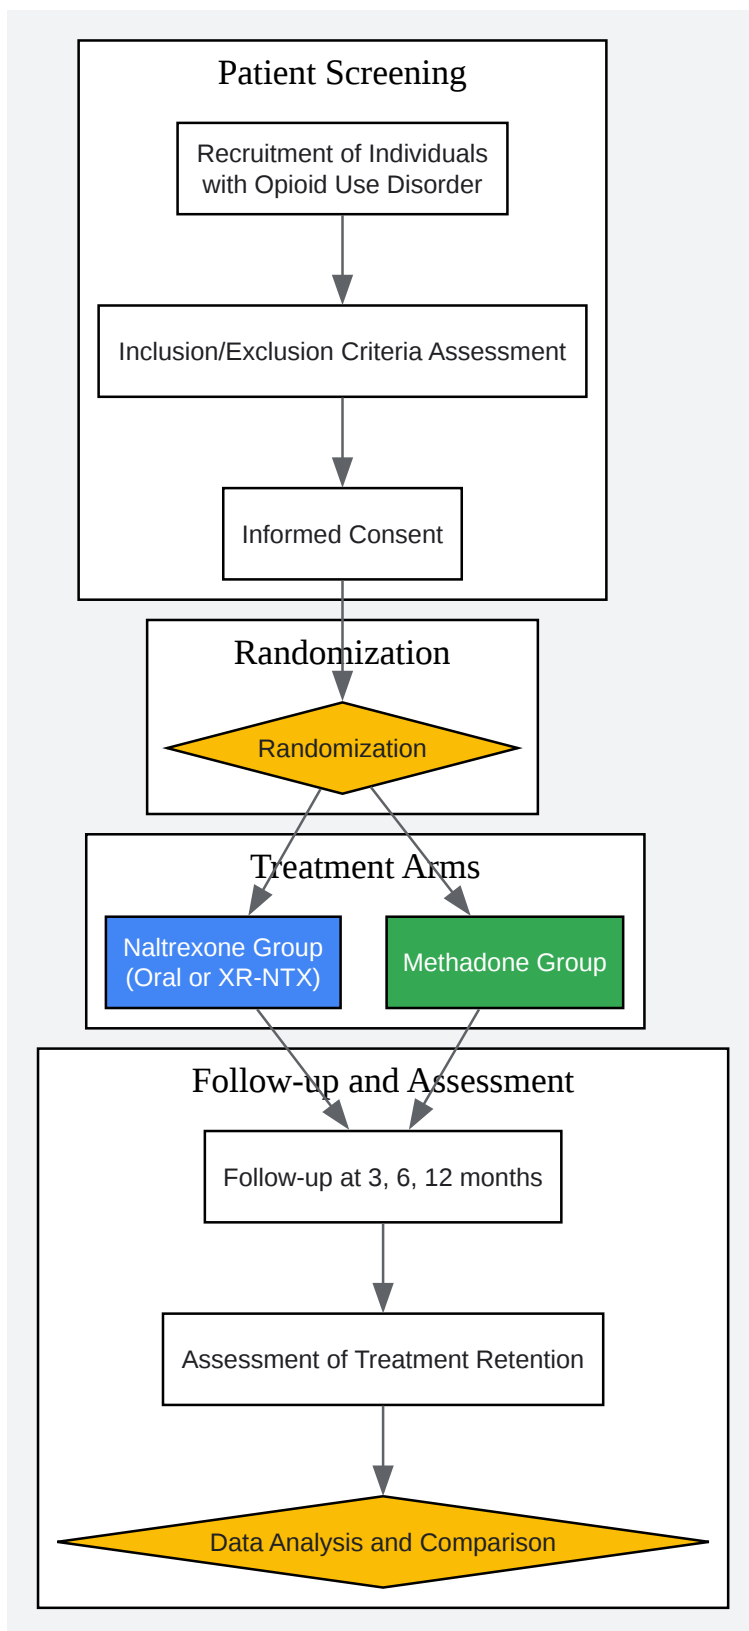 Patient Screening
Recruitment of Individuals
with Opioid Use Disorder
Inclusion/Exclusion Criteria Assessment
Informed Consent
Randomization
Randomization
Treatment Arms
Naltrexone Group
(Oral or XR-NTX)
Methadone Group
Follow-up and Assessment
Follow-up at 3, 6, 12 months
Assessment of Treatment Retention
Data Analysis and Comparison